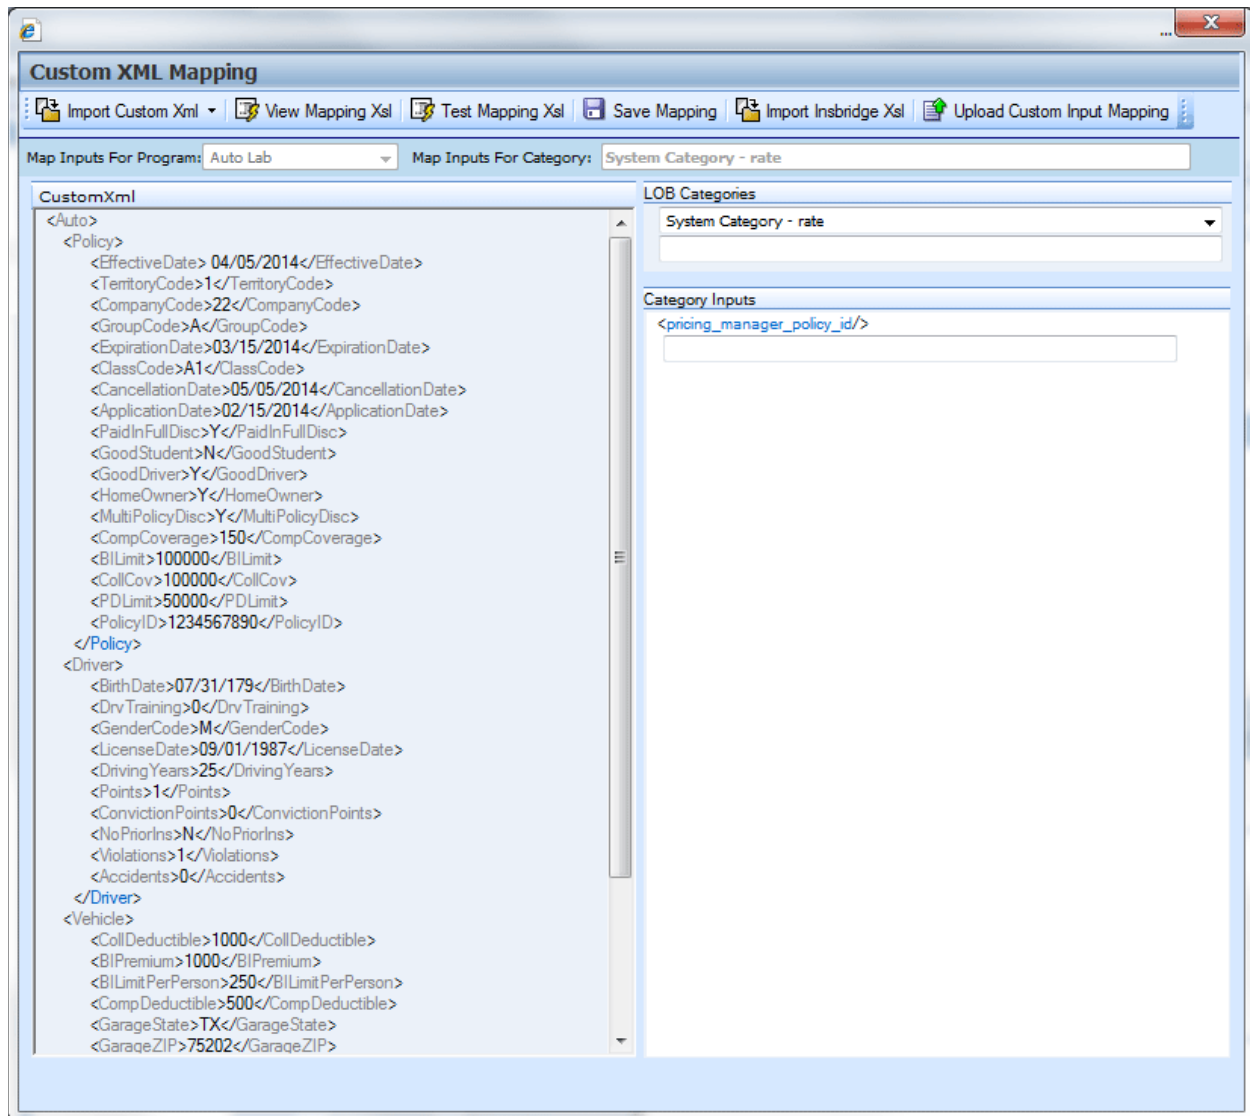 ...
Custom XML Mapping
Import Custom Xml View Mapping Xsl Test Mapping Xsl Save Mapping Import Insbridge Xsl Upload Custom Input Mapping
Map Inputs For Program: Auto Lab Map Inputs For Category: System Category - rate
CustomXml
<Auto>
<Policy>
<EffectiveDate> 04/05/2014</EffectiveDate>
<TerritoryCode>1</TerritoryCode>
<CompanyCode>22</CompanyCode>
<GroupCode>A</GroupCode>
<ExpirationDate>03/15/2014</ExpirationDate>
<ClassCode>A1</ClassCode>
<CancellationDate>05/05/2014</CancellationDate>
<ApplicationDate>02/15/2014</ApplicationDate>
<PaidInFullDisc>Y</PaidInFullDisc>
<GoodStudent>N</GoodStudent>
<GoodDriver>Y</GoodDriver>
<HomeOwner>Y</HomeOwner>
<MultiPolicyDisc>Y</MultiPolicyDisc>
<CompCoverage>150</CompCoverage>
<BILimit>100000</BILimit>
<CollCov>100000</CollCov>
<PDLimit>50000</PDLimit>
<PolicyID>1234567890</PolicyID>
</Policy>
<Driver>
<BirthDate>07/31/179</BirthDate>
<DrvTraining>0</DrvTraining>
<GenderCode>M</GenderCode>
<LicenseDate>09/01/1987</LicenseDate>
<DrivingYears>25</DrivingYears>
<Points>1</Points>
<ConvictionPoints>0</ConvictionPoints>
<NoPriorIns>N</NoPriorIns>
<Violations>1</Violations>
<Accidents>0</Accidents>
</Driver>
<Vehicle>
<CollDeductible>1000</CollDeductible>
<BIPremium>1000</BIPremium>
<BILimitPerPerson>250</BILimitPerPerson>
<CompDeductible>500</CompDeductible>
<GarageState>TX</GarageState>
<GarageZIP>75202</GarageZIP>
LOB Categories
System Category - rate
Category Inputs
<pricing_manager_policy_id/>